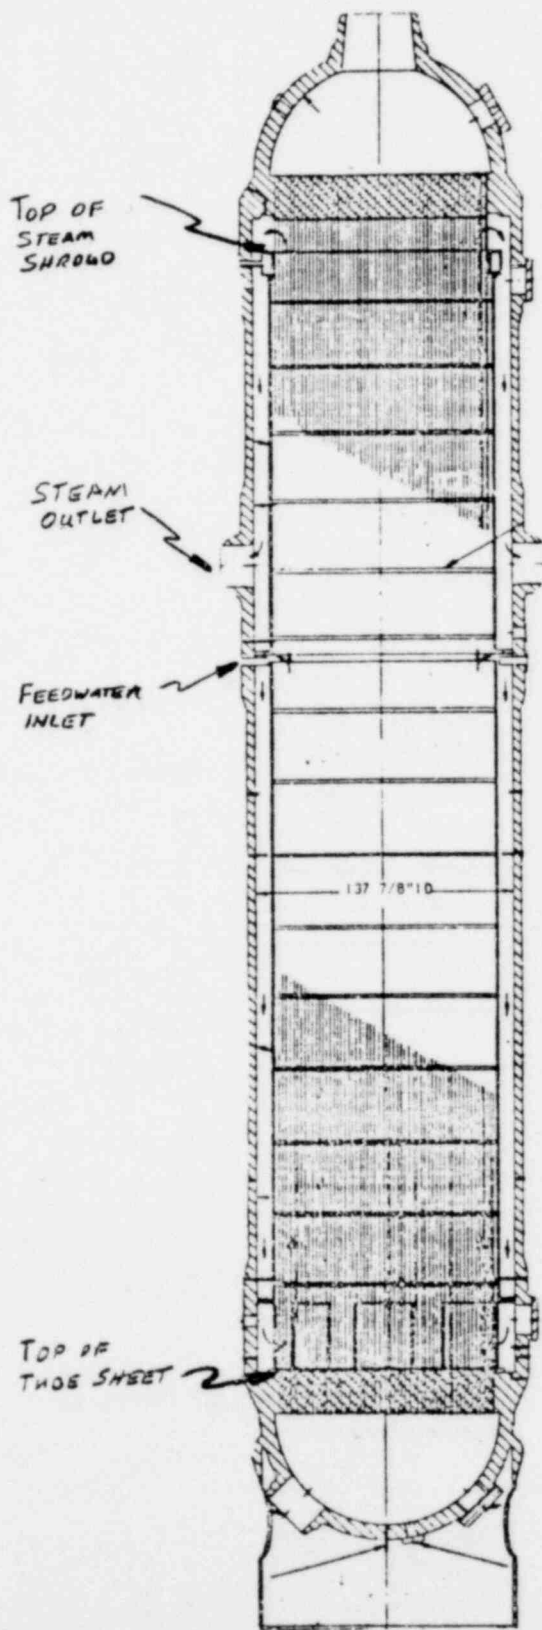 TOP OF
STEAM
SHROUD
STEAM
OUTLET
FEEDWATER
INLET
137 7/8"ID
TOP OF
TUBE SHEET